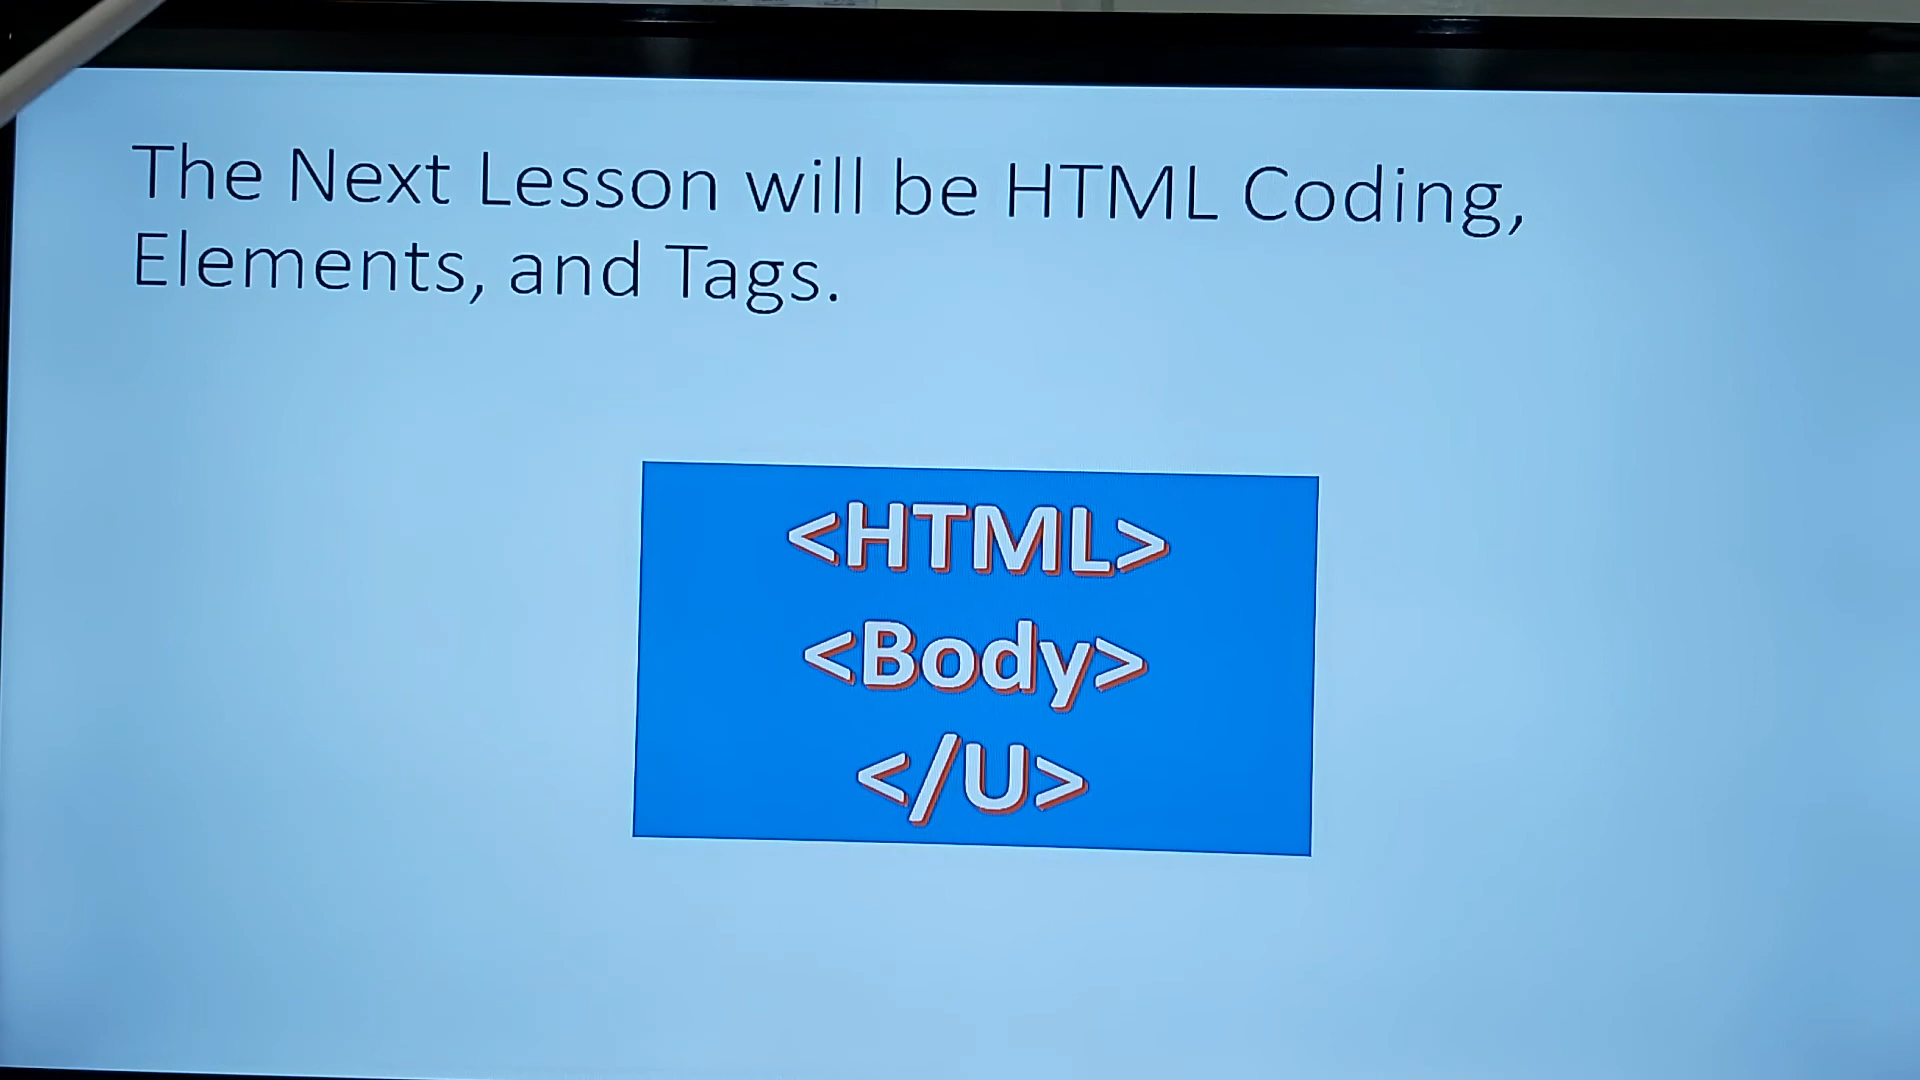 The Next Lesson will be HTML Coding,
Elements, and Tags.
<HTML>
<Body>
</U>